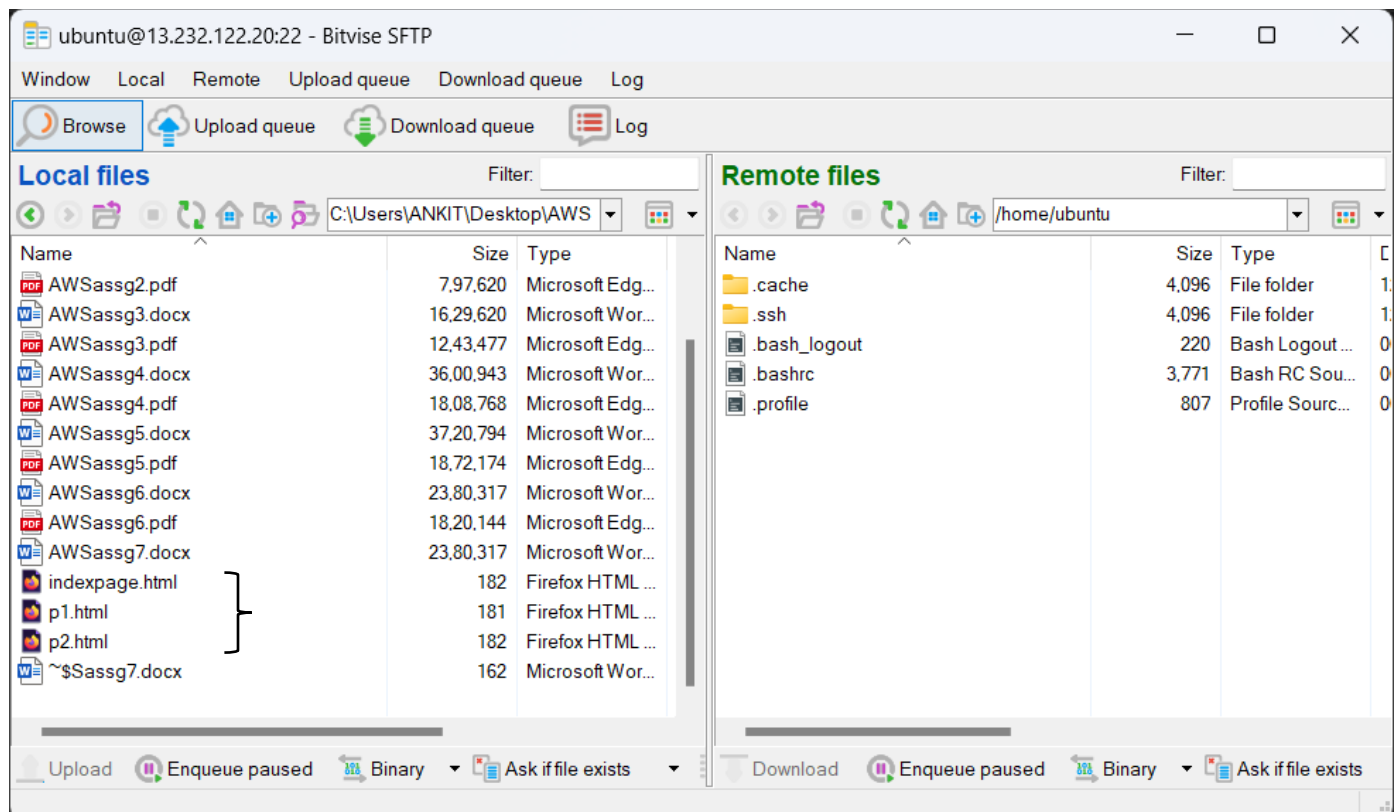 ubuntu@13.232.122.20:22 - Bitvise SFTP
Window Local Remote Upload queue Download queue Log
Browse Upload queue Download queue Log
Local files Filter:
C:\Users\ANKIT\Desktop\AWS
Name Size Type
AWSassg2.pdf 7,97,620 Microsoft Edg...
AWSassg3.docx 16,29,620 Microsoft Wor...
AWSassg3.pdf 12,43,477 Microsoft Edg...
AWSassg4.docx 36,00,943 Microsoft Wor...
AWSassg4.pdf 18,08,768 Microsoft Edg...
AWSassg5.docx 37,20,794 Microsoft Wor...
AWSassg5.pdf 18,72,174 Microsoft Edg...
AWSassg6.docx 23,80,317 Microsoft Wor...
AWSassg6.pdf 18,20,144 Microsoft Edg...
AWSassg7.docx 23,80,317 Microsoft Wor...
indexpage.html 182 Firefox HTML ...
p1.html 181 Firefox HTML ...
p2.html 182 Firefox HTML ...
~$Sassg7.docx 162 Microsoft Wor...
Upload Enqueue paused Binary Ask if file exists
Remote files Filter:
/home/ubuntu
Name Size Type
.cache 4,096 File folder
.ssh 4,096 File folder
.bash_logout 220 Bash Logout ...
.bashrc 3,771 Bash RC Sou...
.profile 807 Profile Sourc...
Download Enqueue paused Binary Ask if file exists